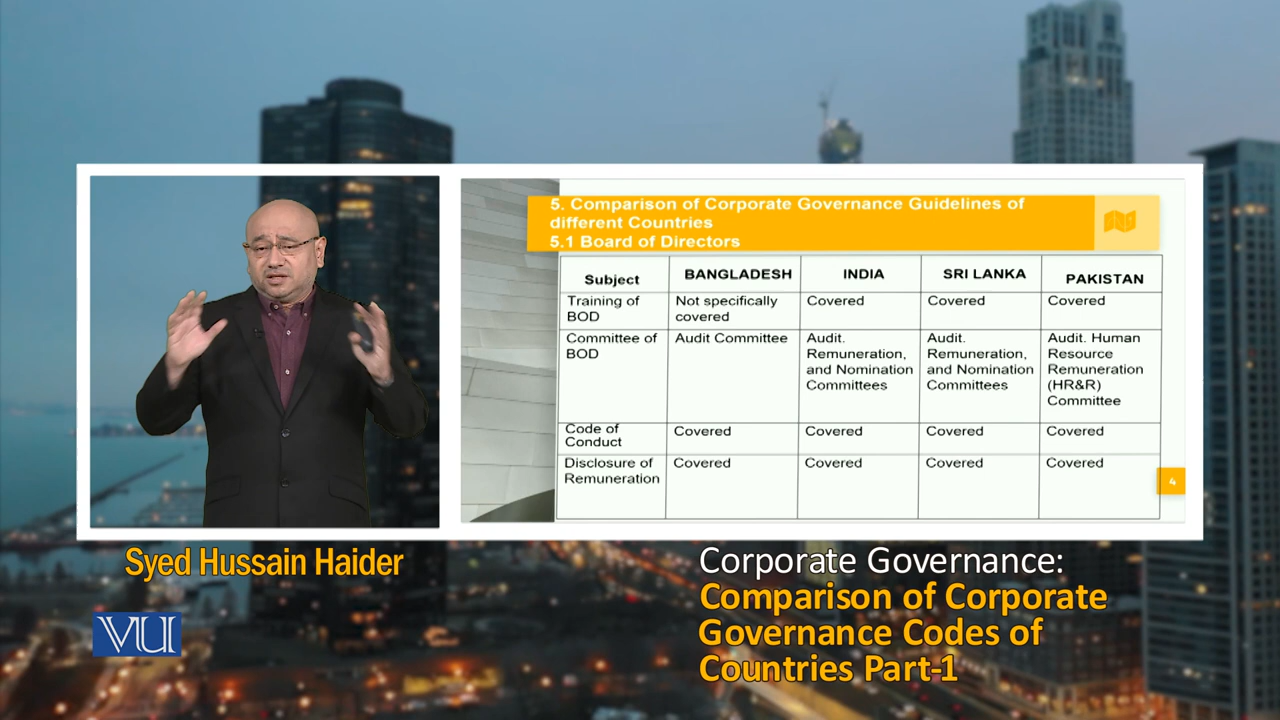 5. Comparison of Corporate Governance Guidelines of
different Countries
5.1 Board of Directors
Subject BANGLADESH INDIA SRI LANKA PAKISTAN
Training of
BOD
Not specifically
covered
Covered
Covered
Covered
Committee of
BOD
Audit Committee
Audit.
Remuneration,
and Nomination
Committees
Audit.
Remuneration,
and Nomination
Committees
Audit. Human
Resource
Remuneration
(HR&R)
Committee
Code of
Conduct
Covered
Covered
Covered
Covered
Disclosure of
Remuneration
Covered
Covered
Covered
Covered
4
Syed Hussain Haider
VU
Corporate Governance:
Comparison of Corporate
Governance Codes of
Countries Part-1